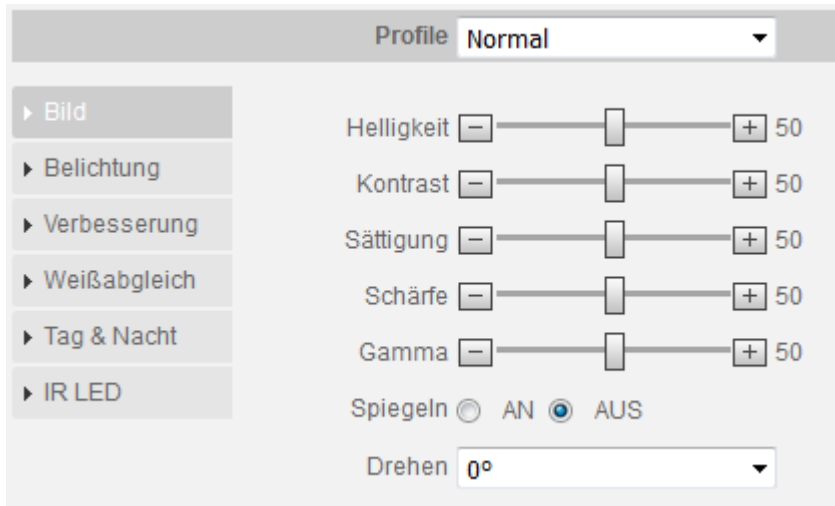 Profile Normal
Bild
Belichtung
Verbesserung
Weißabgleich
Tag & Nacht
IR LED
Helligkeit 50
Kontrast 50
Sättigung 50
Schärfe 50
Gamma 50
Spiegeln AN AUS
Drehen 0º